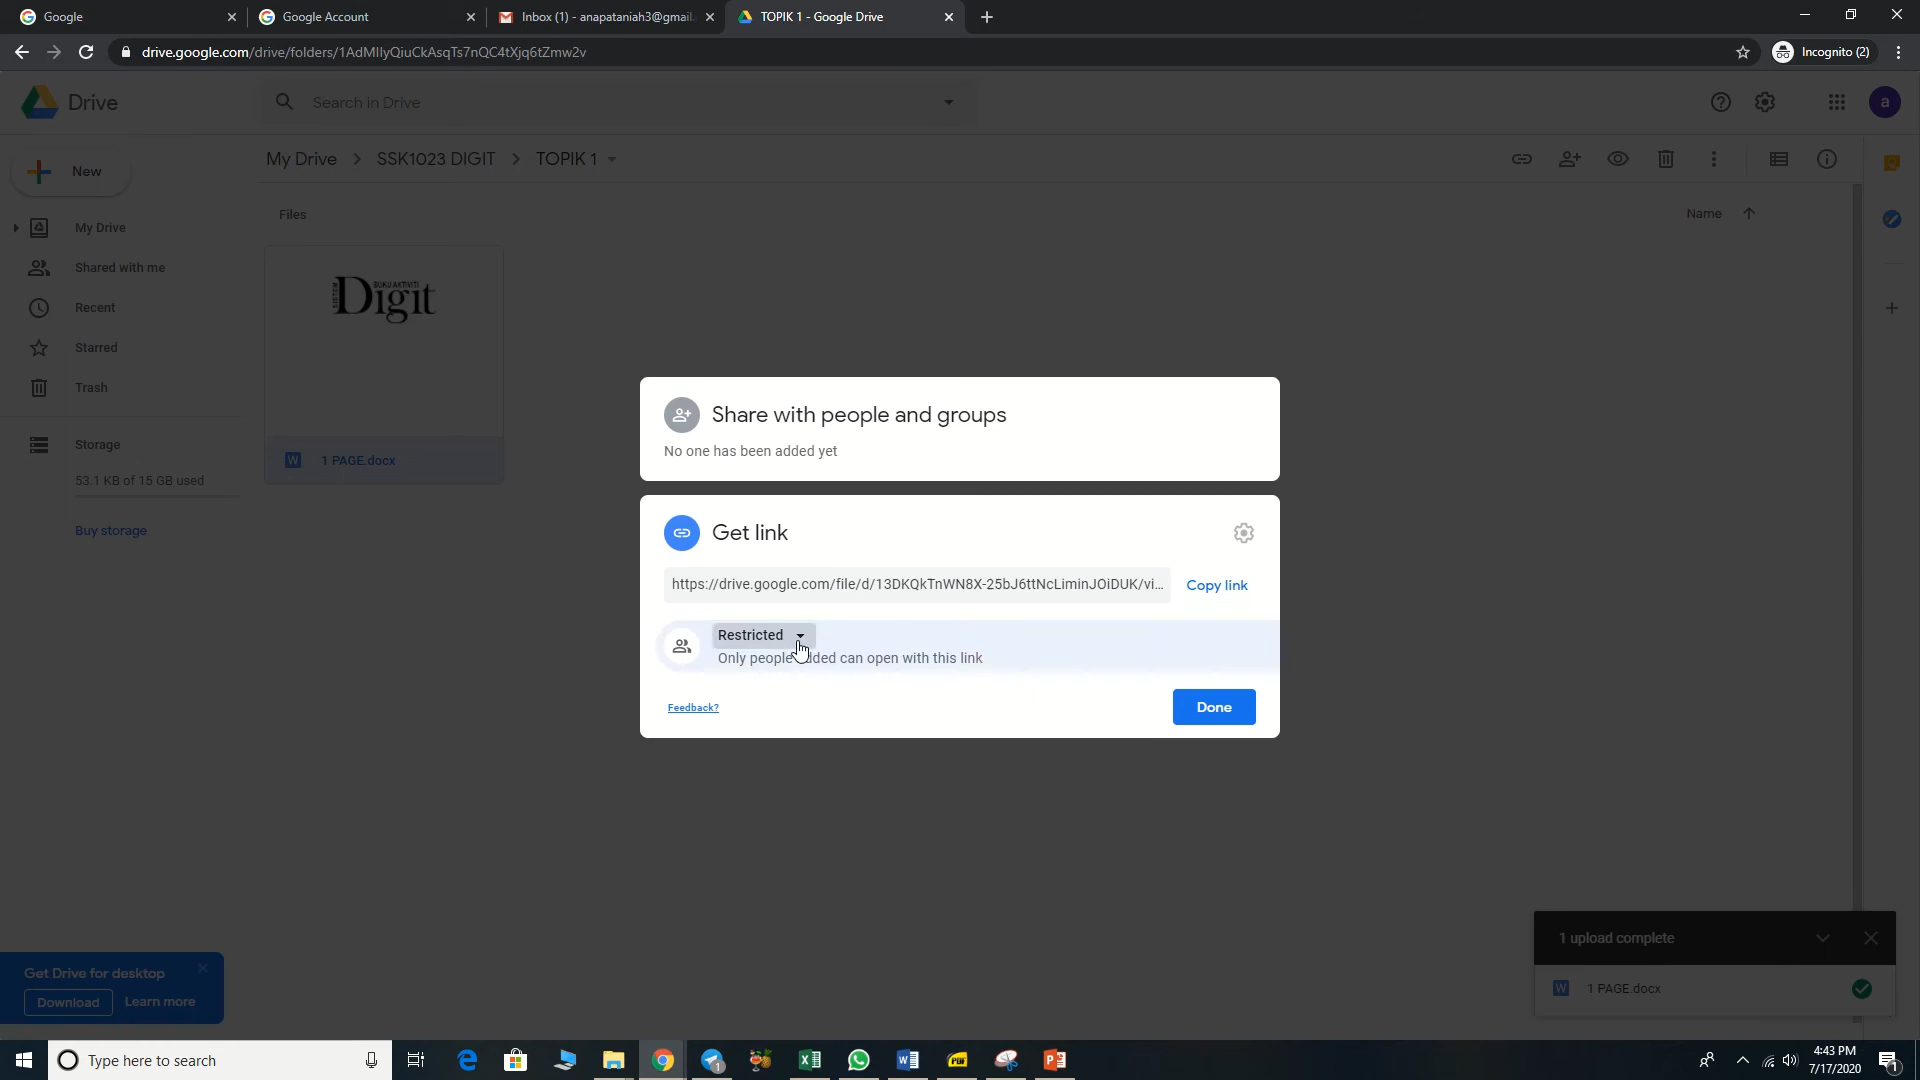 Google
Google Account
Inbox (1) - anapataniah3@gmail.
TOPIK 1 - Google Drive
drive.google.com/drive/folders/1AdMIlyQiuCkAsqTs7nQC4tXjq6tZmw2v
Incognito (2)
Drive
Search in Drive
a
New
My Drive
SSK1023 DIGIT
TOPIK 1
My Drive
Shared with me
Recent
Starred
Trash
Storage
53.1 KB of 15 GB used
Buy storage
Files
Name
SISTEM
BUKU AKTIVITI
Digit
W
1 PAGE.docx
Share with people and groups
No one has been added yet
Get link
https://drive.google.com/file/d/13DKQkTnWN8X-25bJ6ttNcLiminJOiDUK/vi...
Copy link
Restricted
Only people added can open with this link
Feedback?
Done
1 upload complete
W
1 PAGE.docx
Get Drive for desktop
Download
Learn more
Type here to search
PDF
4:43 PM
7/17/2020